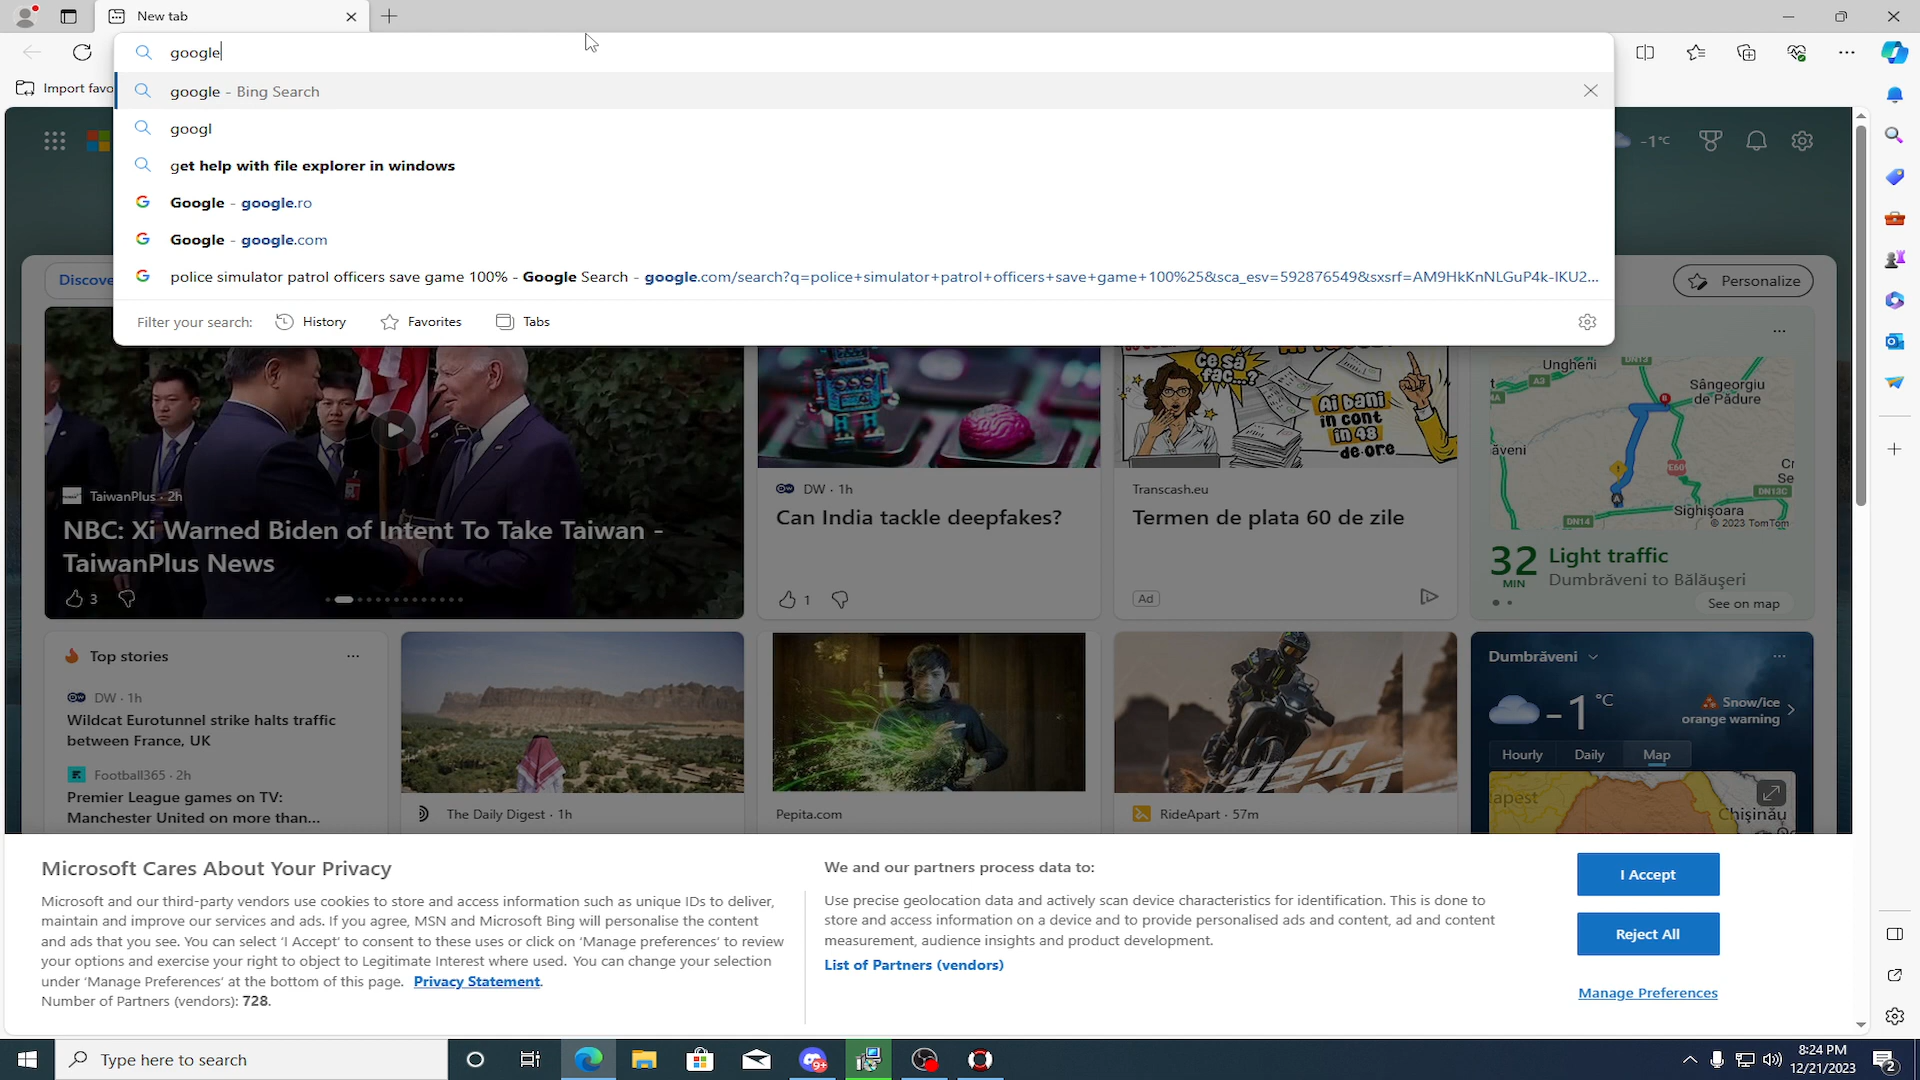 New tab
google
Import favo
google - Bing Search
googl
get help with file explorer in windows
Google - google.ro
Google - google.com
police simulator patrol officers save game 100% - Google Search - google.com/search?q=police+simulator+patrol+officers+save+game+100%25&sca_esv=592876549&sxsrf=AM9HkKnNLGuP4k-IKU2...
Filter your search: History Favorites Tabs
-1°C
Discove
Personalize
TaiwanPlus · 2h
NBC: Xi Warned Biden of Intent To Take Taiwan -
TaiwanPlus News
3
DW · 1h
Can India tackle deepfakes?
1
Ce să
fac..?
Ai bani
in cont
în 48
de ore
Transcash.eu
Termen de plata 60 de zile
Ad
Ungheni
DN13
A3
Sângeorgiu
de Pădure
ăveni
E60
DN13C
Sighișoara
DN14
© 2023 TomTom
32 MIN
Light traffic
Dumbrăveni to Bălăușeri
See on map
Top stories
DW · 1h
Wildcat Eurotunnel strike halts traffic
between France, UK
Football365 · 2h
Premier League games on TV:
Manchester United on more than...
The Daily Digest · 1h
Pepita.com
RideApart · 57m
Dumbrăveni
-1 °C
Snow/ice
orange warning
Hourly Daily Map
apest
Chișinău
Microsoft Cares About Your Privacy
Microsoft and our third-party vendors use cookies to store and access information such as unique IDs to deliver,
maintain and improve our services and ads. If you agree, MSN and Microsoft Bing will personalise the content
and ads that you see. You can select 'I Accept' to consent to these uses or click on 'Manage preferences' to review
your options and exercise your right to object to Legitimate Interest where used. You can change your selection
under 'Manage Preferences' at the bottom of this page. Privacy Statement.
Number of Partners (vendors): 728.
We and our partners process data to:
Use precise geolocation data and actively scan device characteristics for identification. This is done to
store and access information on a device and to provide personalised ads and content, ad and content
measurement, audience insights and product development.
List of Partners (vendors)
I Accept
Reject All
Manage Preferences
Type here to search
9+
8:24 PM
12/21/2023
2